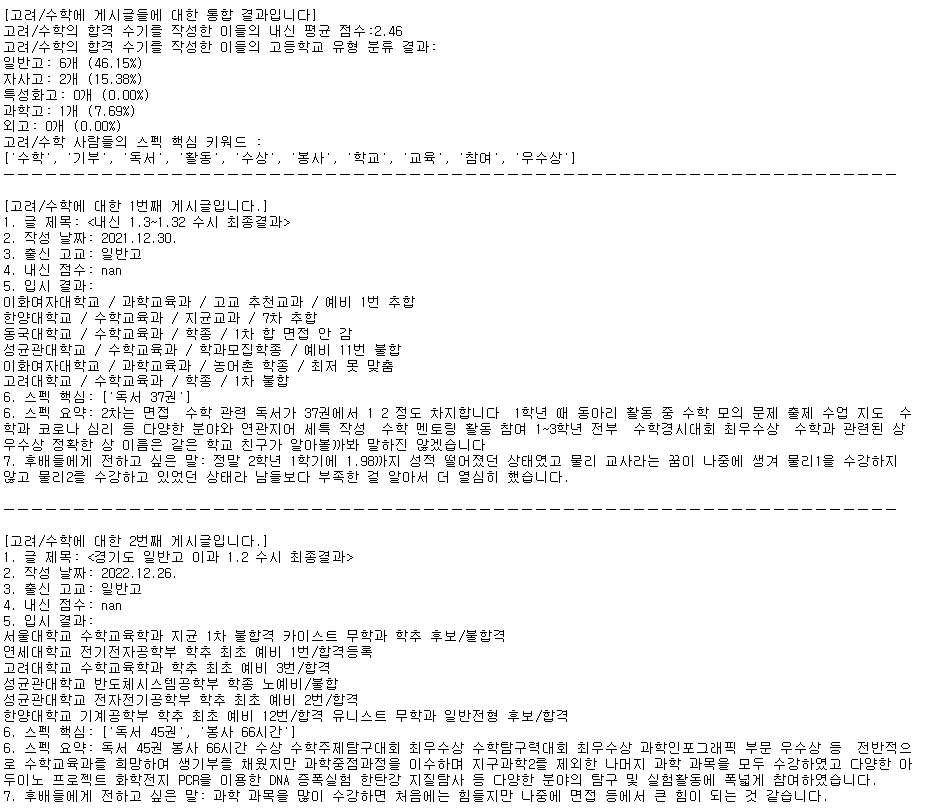 [고려/수학에 게시글들에 대한 통합 결과입니다]
고려/수학의 합격 수기를 작성한 이들의 내신 평균 점수:2.46
고려/수학의 합격 수기를 작성한 이들의 고등학교 유형 분류 결과:
일반고: 6개 (46.15%)
자사고: 2개 (15.38%)
특성화고: 0개 (0.00%)
과학고: 1개 (7.69%)
외고: 0개 (0.00%)
고려/수학 사람들의 스펙 핵심 키워드 :
['수학', '기부', '독서', '활동', '수상', '봉사', '학교', '교육', '참여', '우수상']
--------------------------------------------------------------------------------
[고려/수학에 대한 1번째 게시글입니다.]
1. 글 제목: <내신 1.3~1.32 수시 최종결과>
2. 작성 날짜: 2021.12.30.
3. 출신 고교: 일반고
4. 내신 점수: nan
5. 입시 결과:
이화여자대학교 / 과학교육과 / 고교 추천교과 / 예비 1번 추합
한양대학교 / 수학교육과 / 지균교과 / 7차 추합
동국대학교 / 수학교육과 / 학종 / 1차 합 면접 안 감
성균관대학교 / 수학교육과 / 학과모집학종 / 예비 11번 불합
이화여자대학교 / 과학교육과 / 농어촌 학종 / 최저 못 맞춤
고려대학교 / 수학교육과 / 학종 / 1차 불합
6. 스펙 핵심: ['독서 37권']
6. 스펙 요약: 2차는 면접  수학 관련 독서가 37권에서 1 2 정도 차지합니다  1학년 때 동아리 활동 중 수학 모의 문제 출제 수업 지도  수
학과 코로나 심리 등 다양한 분야와 연관지어 세특 작성  수학 멘토링 활동 참여 1~3학년 전부  수학경시대회 최우수상  수학과 관련된 상
우수상 정확한 상 이름은 같은 학교 친구가 알아볼까봐 말하진 않겠습니다
7. 후배들에게 전하고 싶은 말: 정말 2학년 1학기에 1.98까지 성적 떨어졌던 상태였고 물리 교사라는 꿈이 나중에 생겨 물리1을 수강하지
않고 물리2를 수강하고 있었던 상태라 남들보다 부족한 걸 알아서 더 열심히 했습니다.
--------------------------------------------------------------------------------
[고려/수학에 대한 2번째 게시글입니다.]
1. 글 제목: <경기도 일반고 이과 1.2 수시 최종결과>
2. 작성 날짜: 2022.12.26.
3. 출신 고교: 일반고
4. 내신 점수: nan
5. 입시 결과:
서울대학교 수학교육학과 지균 1차 불합격 카이스트 무학과 학추 후보/불합격
연세대학교 전기전자공학부 학추 최초 예비 1번/합격등록
고려대학교 수학교육학과 학추 최초 예비 3번/합격
성균관대학교 반도체시스템공학부 학종 노예비/불합
성균관대학교 전자전기공학부 학추 최초 예비 2번/합격
한양대학교 기계공학부 학추 최초 예비 12번/합격 유니스트 무학과 일반전형 후보/합격
6. 스펙 핵심: ['독서 45권', '봉사 66시간']
6. 스펙 요약: 독서 45권 봉사 66시간 수상 수학주제탐구대회 최우수상 수학탐구력대회 최우수상 과학인포그래픽 부문 우수상 등  전반적으
로 수학교육과를 희망하며 생기부를 채웠지만 과학중점과정을 이수하며 지구과학2를 제외한 나머지 과학 과목을 모두 수강하였고 다양한 아
두이노 프로젝트 화학전지 PCR을 이용한 DNA 증폭실험 한탄강 지질탐사 등 다양한 분야의 탐구 및 실험활동에 폭넓게 참여하였습니다.
7. 후배들에게 전하고 싶은 말: 과학 과목을 많이 수강하면 처음에는 힘들지만 나중에 면접 등에서 큰 힘이 되는 것 같습니다.